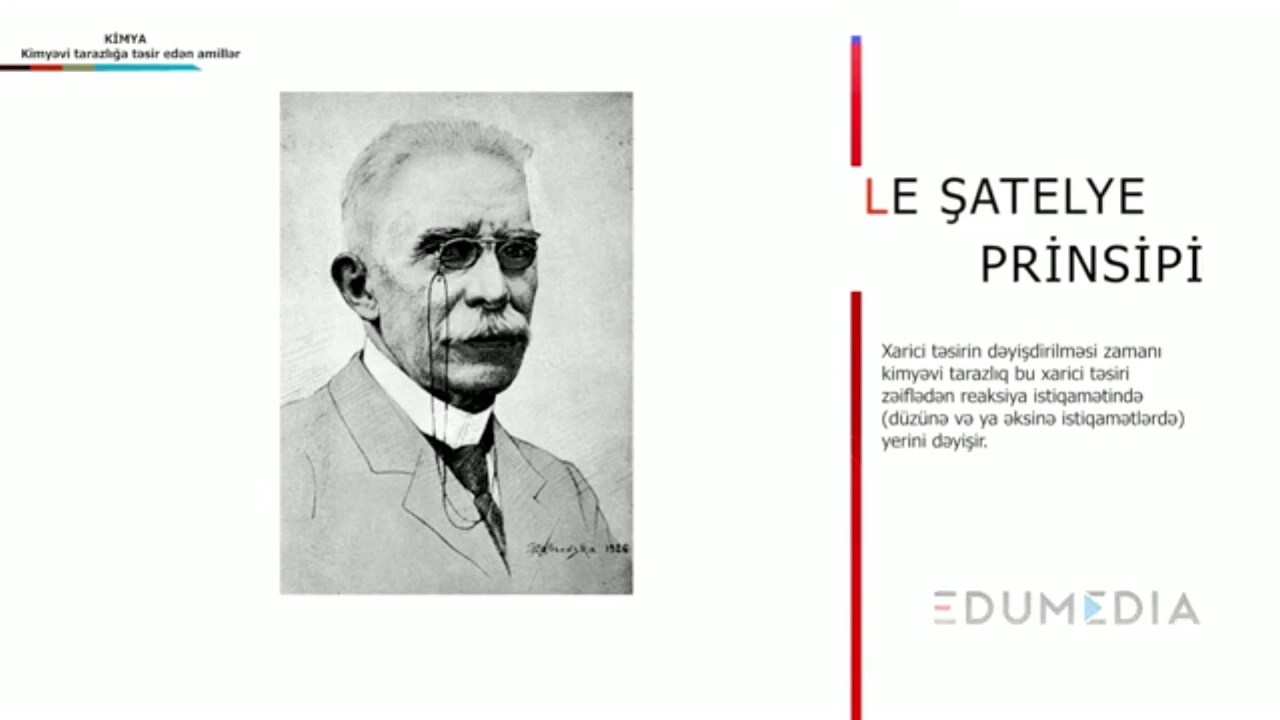 KİMYA
Kimyəvi tarazlığa təsir edən amillər
LE ŞATELYE
PRİNSİPİ
Xarici təsirin dəyişdirilməsi zamanı
kimyəvi tarazlıq bu xarici təsiri
zəiflədən reaksiya istiqamətində
(düzünə və ya əksinə istiqamətlərdə)
yerini dəyişir.
1926
EDUMEDIA